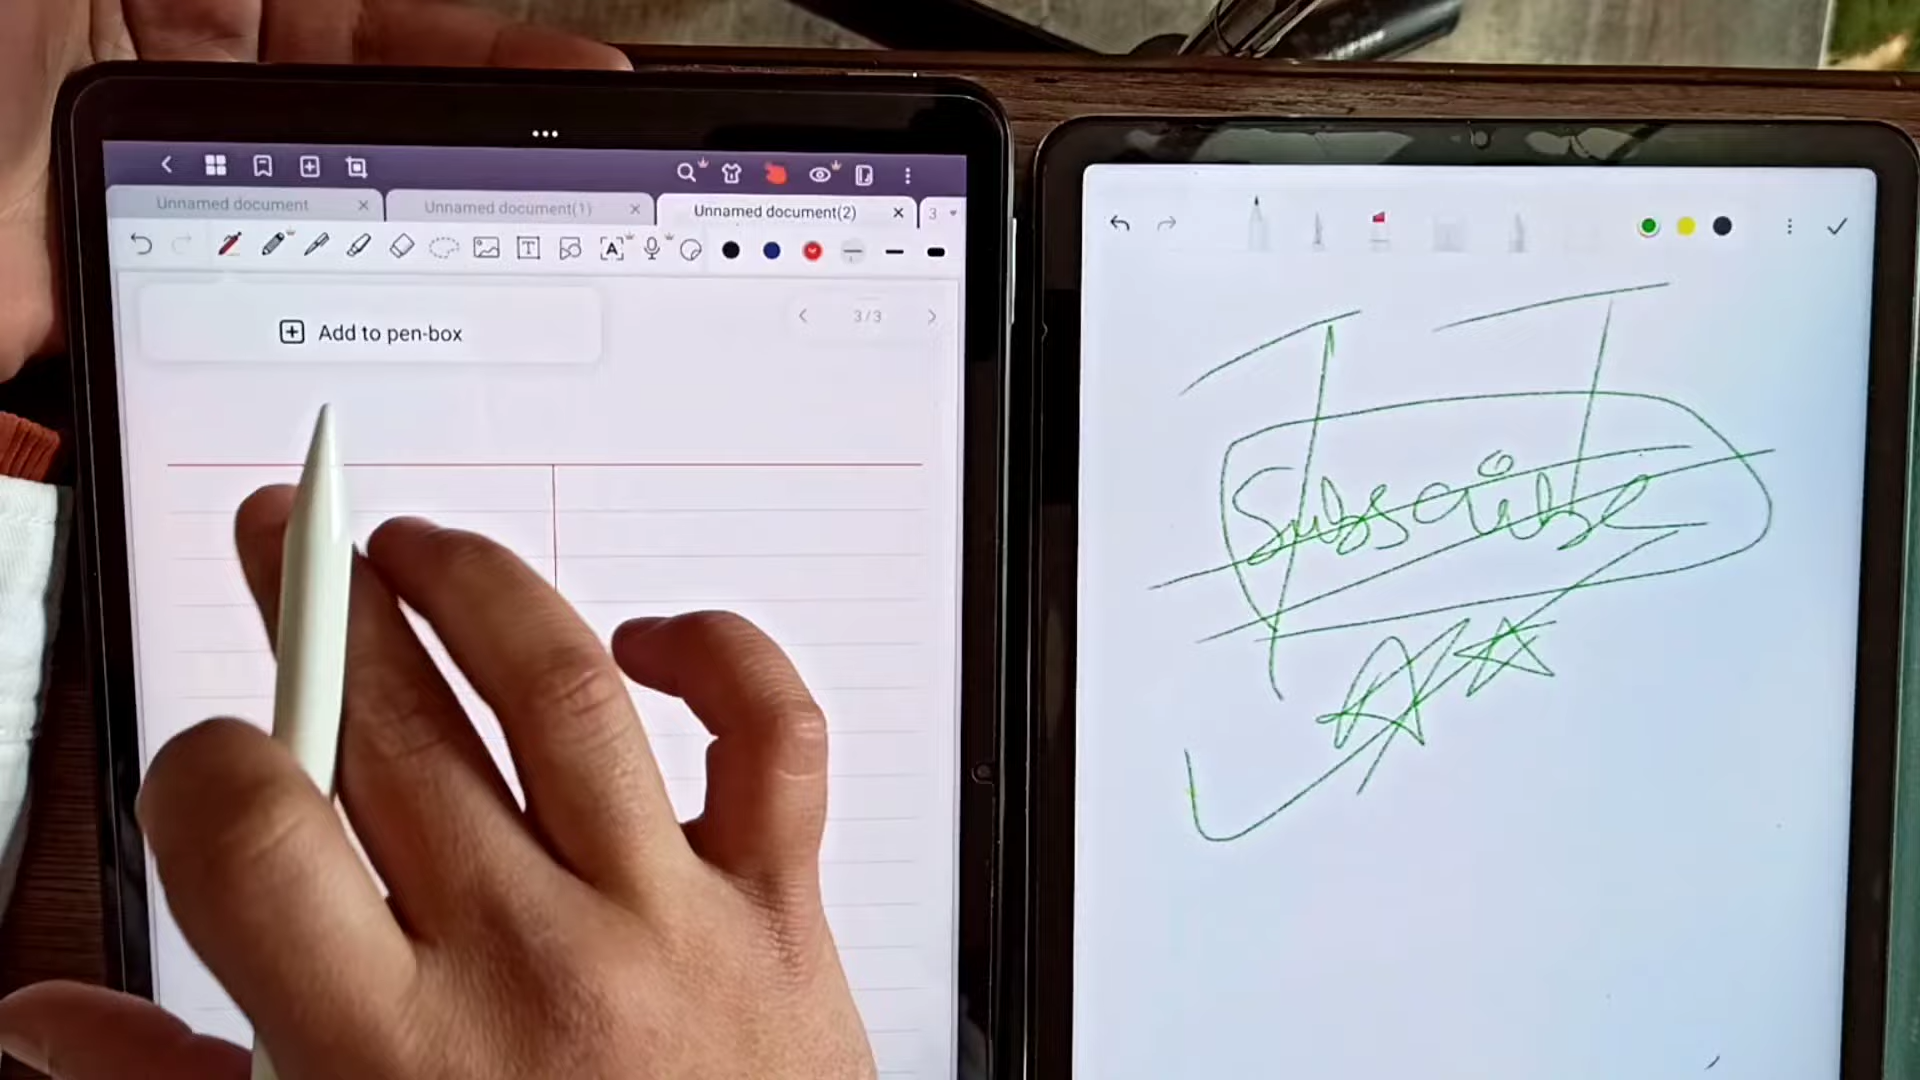 Unnamed document
Unnamed document(1)
Unnamed document(2)
3
T
A
Add to pen-box
3/3
Subscribe